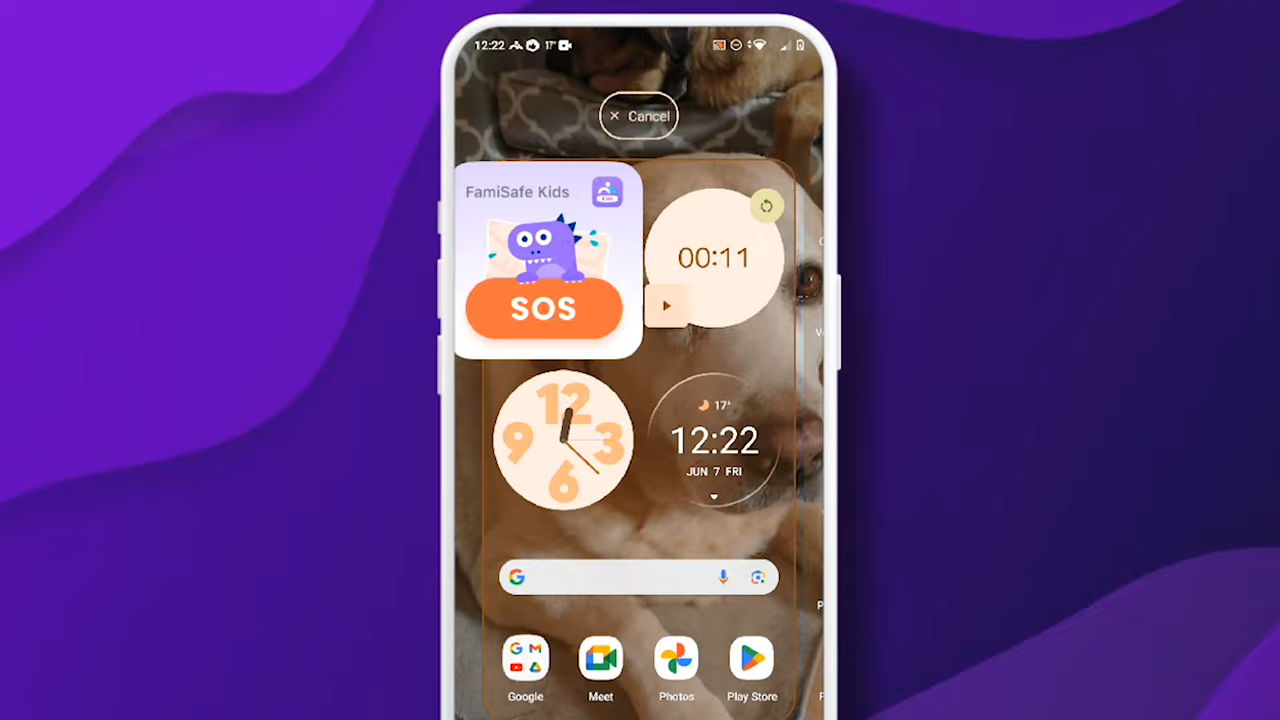 12:22
17°
× Cancel
FamiSafe Kids
Kids
SOS
00:11
12
9
3
6
17°
12:22
JUN 7 FRI
Google
Meet
Photos
Play Store